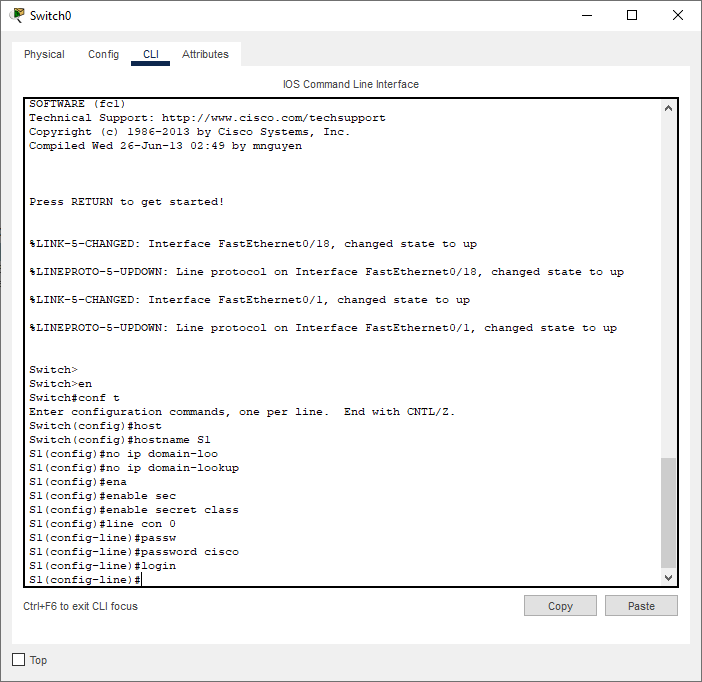 Switch0
Physical Config CLI Attributes
IOS Command Line Interface
SOFTWARE (fc1)
Technical Support: http://www.cisco.com/techsupport
Copyright (c) 1986-2013 by Cisco Systems, Inc.
Compiled Wed 26-Jun-13 02:49 by mnguyen
Press RETURN to get started!
%LINK-5-CHANGED: Interface FastEthernet0/18, changed state to up
%LINEPROTO-5-UPDOWN: Line protocol on Interface FastEthernet0/18, changed state to up
%LINK-5-CHANGED: Interface FastEthernet0/1, changed state to up
%LINEPROTO-5-UPDOWN: Line protocol on Interface FastEthernet0/1, changed state to up
Switch>
Switch>en
Switch#conf t
Enter configuration commands, one per line.  End with CNTL/Z.
Switch(config)#host
Switch(config)#hostname S1
S1(config)#no ip domain-loo
S1(config)#no ip domain-lookup
S1(config)#ena
S1(config)#enable sec
S1(config)#enable secret class
S1(config)#line con 0
S1(config-line)#passw
S1(config-line)#password cisco
S1(config-line)#login
S1(config-line)#
Ctrl+F6 to exit CLI focus
Copy
Paste
Top